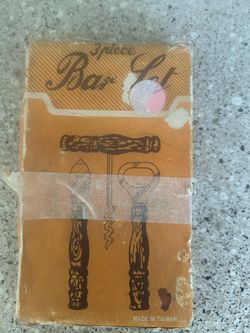 3 piece
Bar Set
MADE IN TAIWAN